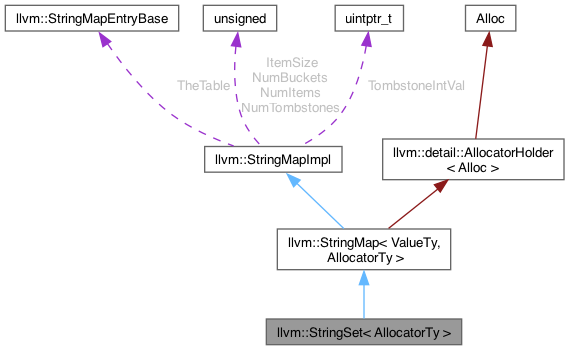 llvm::StringMapEntryBase
unsigned
uintptr_t
Alloc
TheTable
ItemSize
NumBuckets
NumItems
NumTombstones
TombstoneIntVal
llvm::StringMapImpl
llvm::detail::AllocatorHolder
< Alloc >
llvm::StringMap< ValueTy,
AllocatorTy >
llvm::StringSet< AllocatorTy >